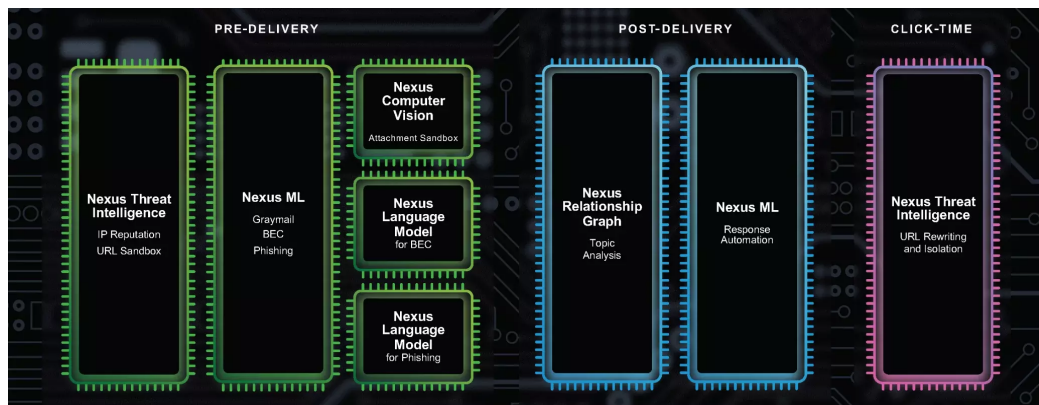 PRE-DELIVERY
Nexus Threat
Intelligence
IP Reputation
URL Sandbox
Nexus ML
Graymail
BEC
Phishing
Nexus
Computer
Vision
Attachment Sandbox
Nexus
Language
Model
for BEC
Nexus
Language
Model
for Phishing
POST-DELIVERY
Nexus
Relationship
Graph
Topic
Analysis
Nexus ML
Response
Automation
CLICK-TIME
Nexus Threat
Intelligence
URL Rewriting
and Isolation